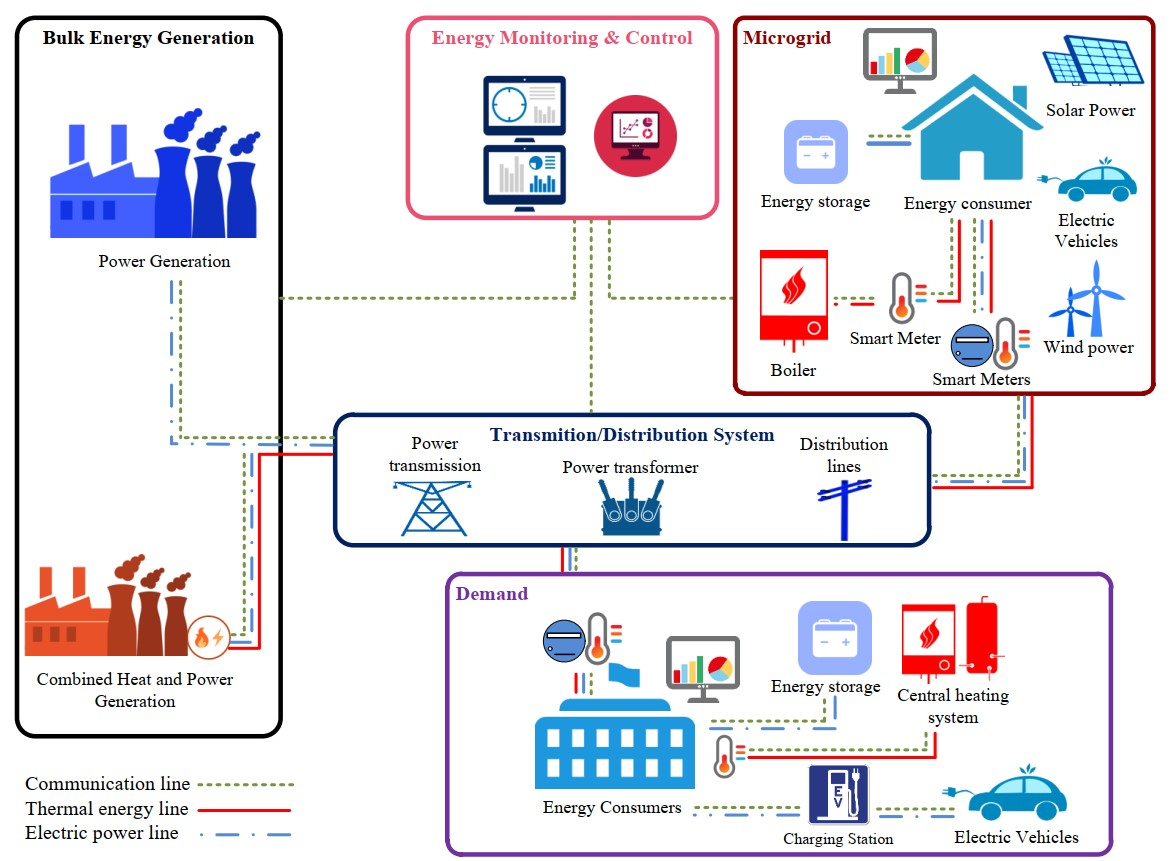 Bulk Energy Generation
Power Generation
Combined Heat and Power
Generation
Energy Monitoring & Control
Microgrid
Solar Power
Energy storage
Energy consumer
Electric
Vehicles
Boiler
Smart Meter
Smart Meters
Wind power
Transmition/Distribution System
Power
transmission
Power transformer
Distribution
lines
Demand
Energy storage
Central heating
system
Energy Consumers
EV
Charging Station
Electric Vehicles
Communication line
Thermal energy line
Electric power line